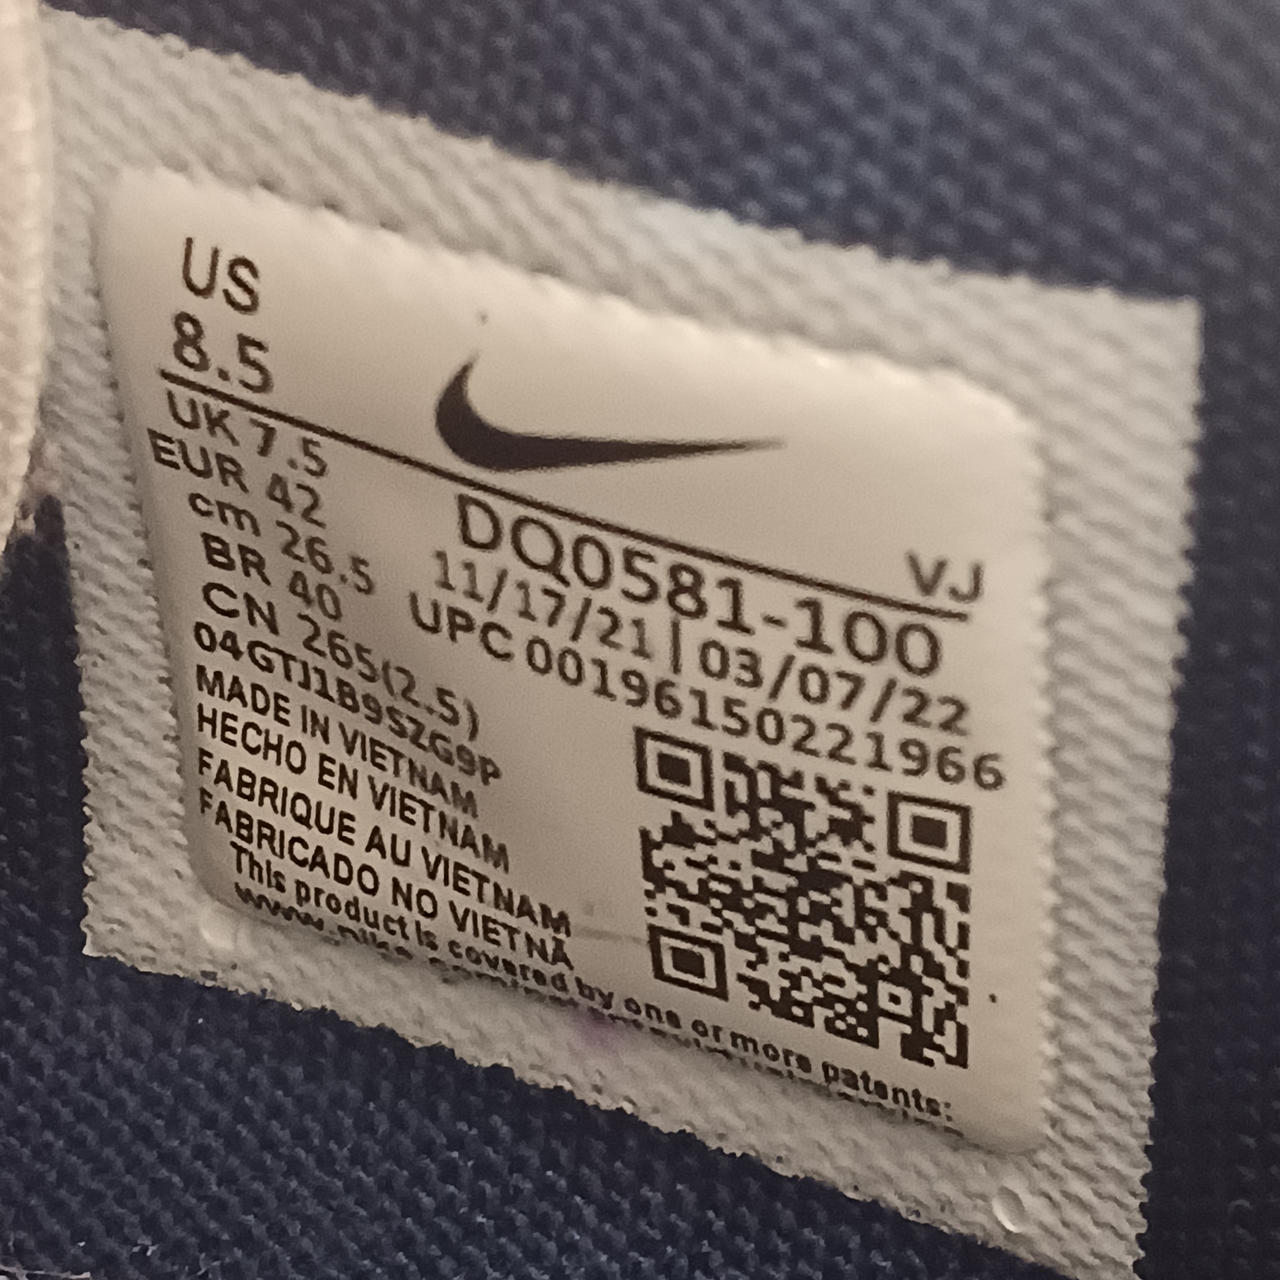 US
8.5
UK 7.5
EUR 42
cm 26.5
BR 40
CN 265(2.5)
VJ
DQ0581-100
11/17/21 | 03/07/22
UPC 00196150221966
04GTJ1B9SZG9P
MADE IN VIETNAM
HECHO EN VIETNAM
FABRIQUE AU VIETNAM
FABRICADO NO VIETNÃ
This product is covered by one or more patents: